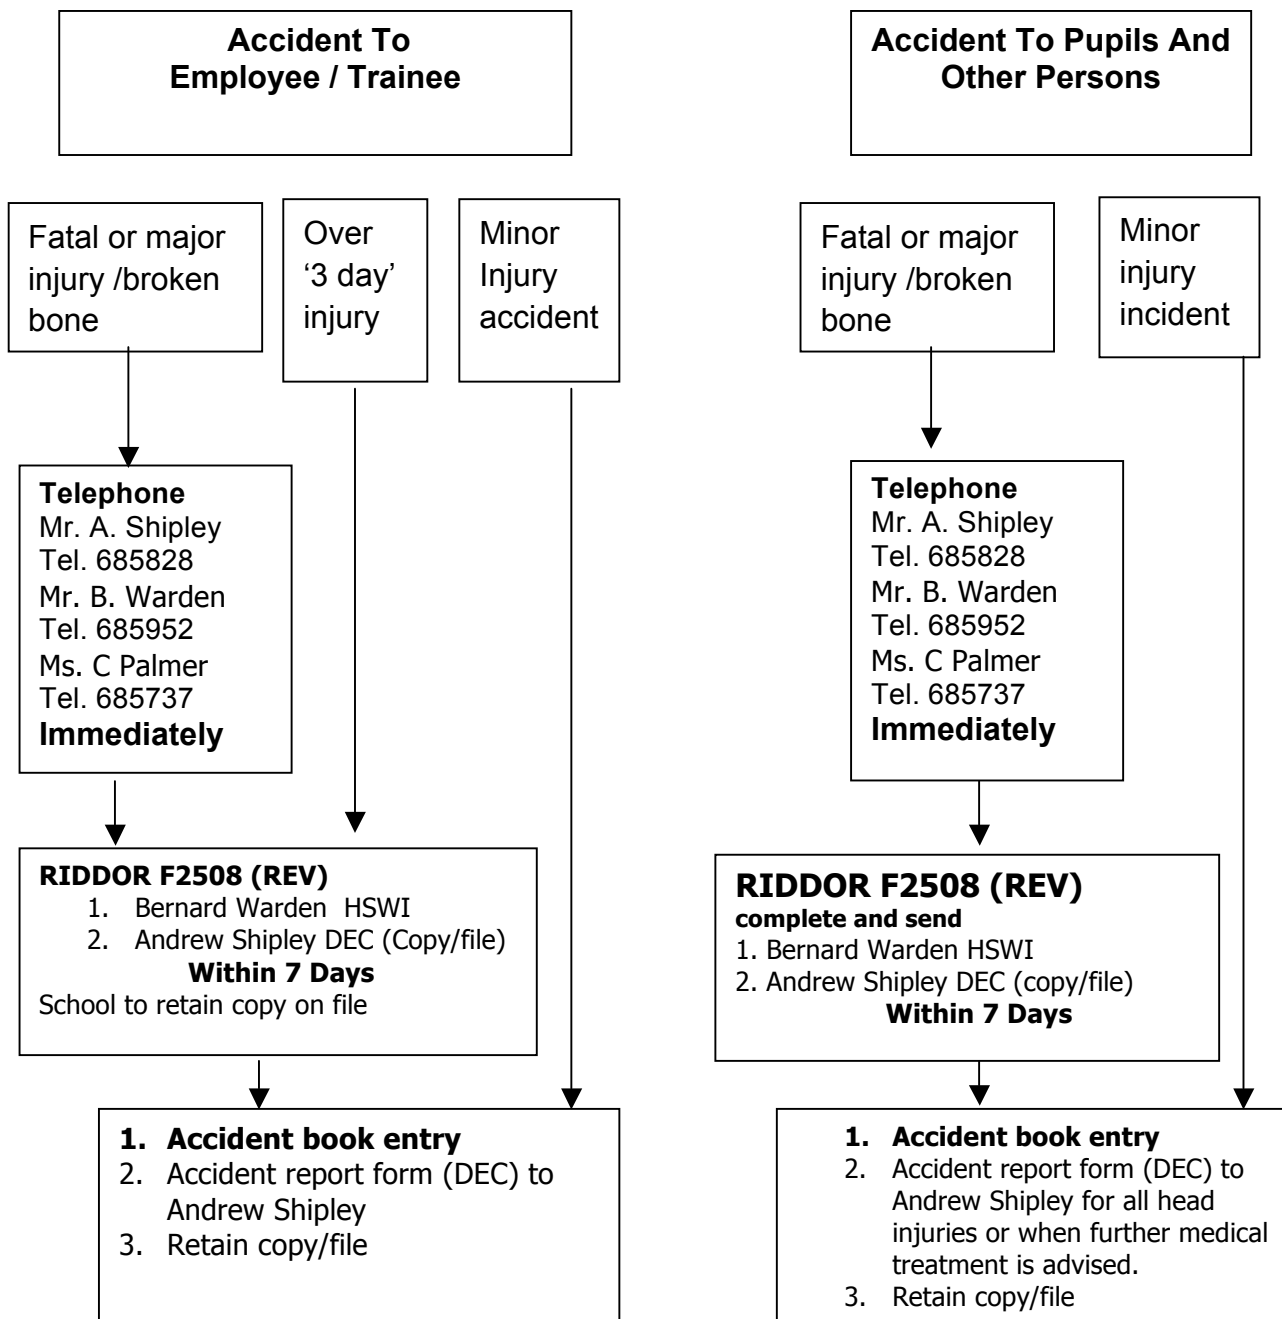 Accident To
Employee / Trainee
Accident To Pupils And
Other Persons
Fatal or major
injury /broken
bone
Over
‘3 day’
injury
Minor
Injury
accident
Fatal or major
injury /broken
bone
Minor
injury
incident
Telephone
Mr. A. Shipley
Tel. 685828
Mr. B. Warden
Tel. 685952
Ms. C Palmer
Tel. 685737
Immediately
Telephone
Mr. A. Shipley
Tel. 685828
Mr. B. Warden
Tel. 685952
Ms. C Palmer
Tel. 685737
Immediately
RIDDOR F2508 (REV)
1. Bernard Warden HSWI
2. Andrew Shipley DEC (Copy/file)
Within 7 Days
School to retain copy on file
RIDDOR F2508 (REV)
complete and send
1. Bernard Warden HSWI
2. Andrew Shipley DEC (copy/file)
Within 7 Days
1. Accident book entry
2. Accident report form (DEC) to
Andrew Shipley
3. Retain copy/file
1. Accident book entry
2. Accident report form (DEC) to
Andrew Shipley for all head
injuries or when further medical
treatment is advised.
3. Retain copy/file